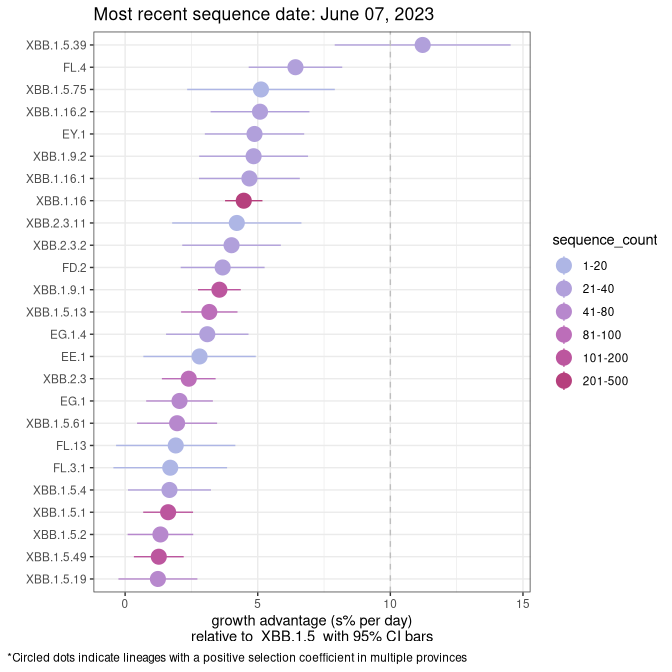 Most recent sequence date: June 07, 2023
XBB.1.5.39
FL.4
XBB.1.5.75
XBB.1.16.2
EY.1
XBB.1.9.2
XBB.1.16.1
XBB.1.16
XBB.2.3.11
XBB.2.3.2
FD.2
XBB.1.9.1
XBB.1.5.13
EG.1.4
EE.1
XBB.2.3
EG.1
XBB.1.5.61
FL.13
FL.3.1
XBB.1.5.4
XBB.1.5.1
XBB.1.5.2
XBB.1.5.49
XBB.1.5.19
0 5 10 15
growth advantage (s% per day)
relative to XBB.1.5 with 95% CI bars
sequence_count
1-20
21-40
41-80
81-100
101-200
201-500
*Circled dots indicate lineages with a positive selection coefficient in multiple provinces